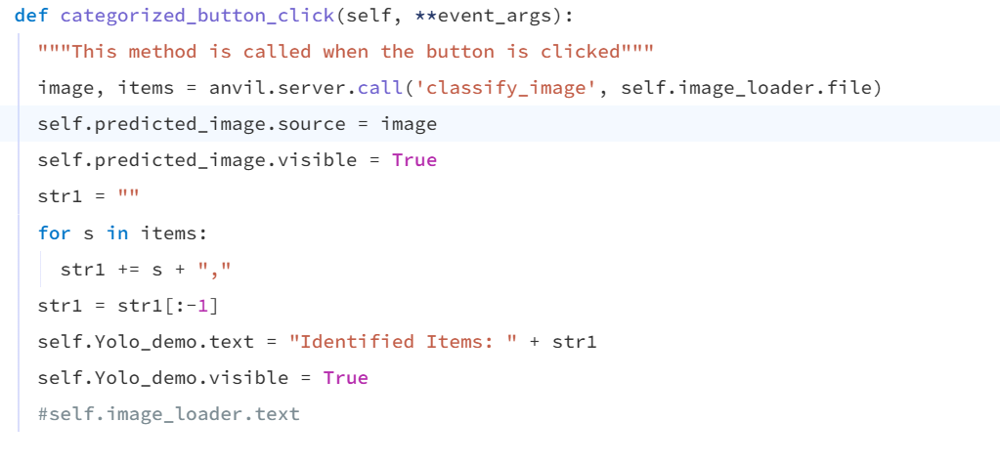 def categorized_button_click(self, **event_args):
"""This method is called when the button is clicked"""
image, items = anvil.server.call('classify_image', self.image_loader.file)
self.predicted_image.source = image
self.predicted_image.visible = True
str1 = ""
for s in items:
str1 += s + ","
str1 = str1[:-1]
self.Yolo_demo.text = "Identified Items: " + str1
self.Yolo_demo.visible = True
#self.image_loader.text